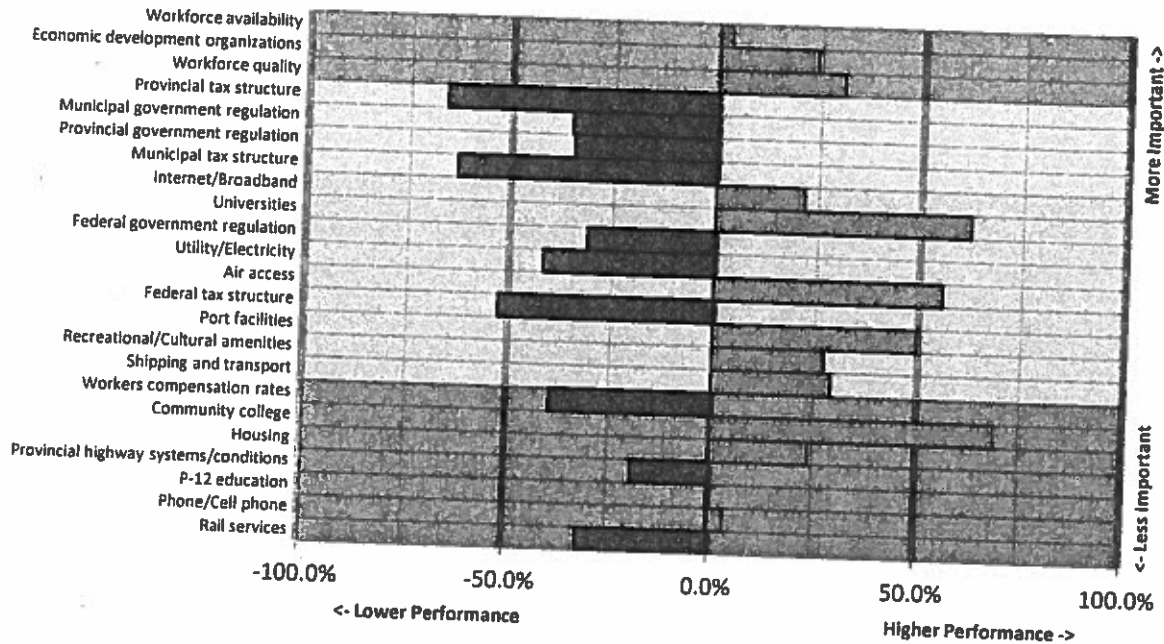 Workforce availability
Economic development organizations
Workforce quality
Provincial tax structure
Municipal government regulation
Provincial government regulation
Municipal tax structure
Internet/Broadband
Universities
Federal government regulation
Utility/Electricity
Air access
Federal tax structure
Port facilities
Recreational/Cultural amenities
Shipping and transport
Workers compensation rates
Community college
Housing
Provincial highway systems/conditions
P-12 education
Phone/Cell phone
Rail services
More Important ->
<- Less Important
-100.0%
-50.0%
0.0%
50.0%
100.0%
<- Lower Performance
Higher Performance ->